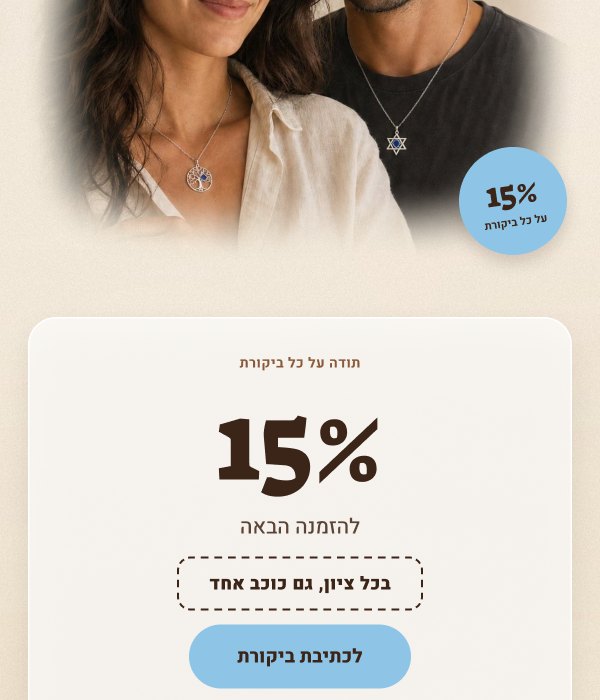 15%
על כל ביקורת
תודה על כל ביקורת
15%
להזמנה הבאה
בכל ציון, גם כוכב אחד
לכתיבת ביקורת